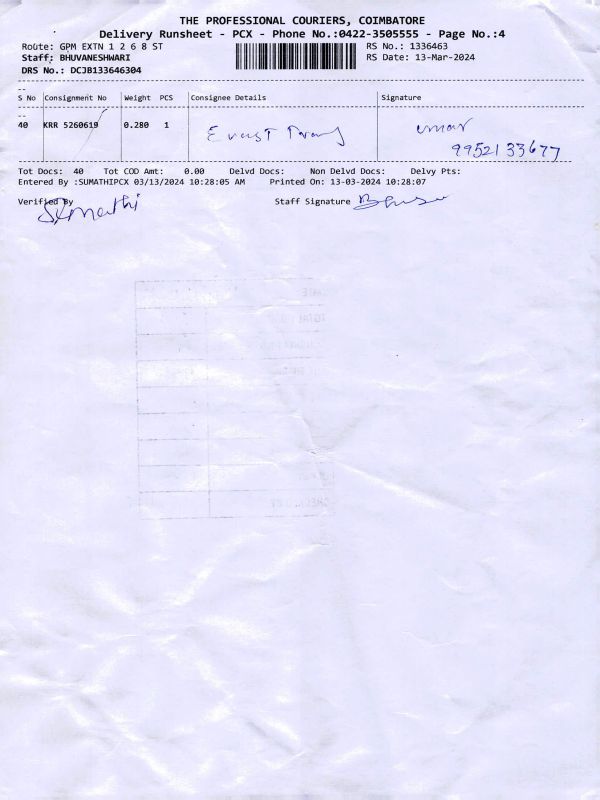 THE PROFESSIONAL COURIERS, COIMBATORE
Delivery Runsheet - PCX - Phone No.:0422-3505555 - Page No.:4
Route: GPM EXTN 1 2 6 8 ST RS No.: 1336463
Staff: BHUVANESHWARI RS Date: 13-Mar-2024
DRS No.: DCJB133646304
S No Consignment No Weight PCS Consignee Details Signature
40 KRR 5260619 0.280 1
9952133677
Tot Docs: 40 Tot COD Amt: 0.00 Delvd Docs: Non Delvd Docs: Delvy Pts:
Entered By :SUMATHIPCX 03/13/2024 10:28:05 AM Printed On: 13-03-2024 10:28:07
Verified By Staff Signature
Sumathi